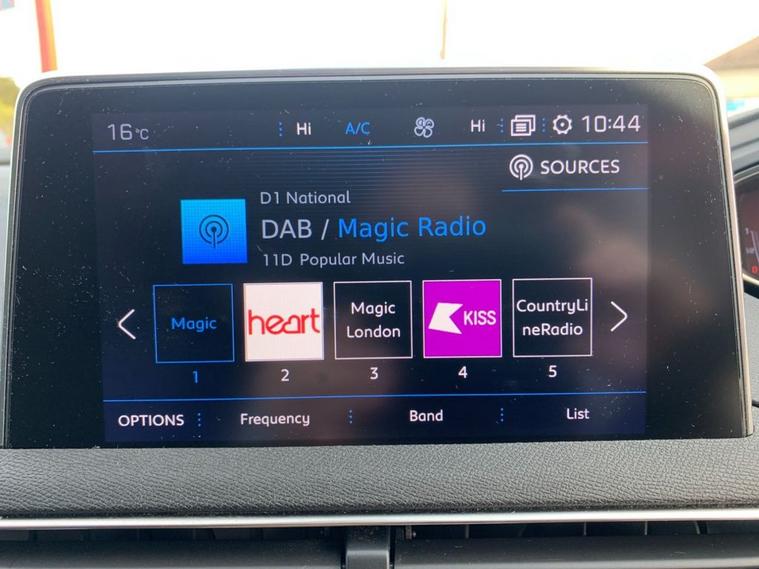 16°C
Hi
A/C
Hi
10:44
SOURCES
D1 National
DAB / Magic Radio
11D Popular Music
Magic
heart
Magic
London
KISS
CountryLi
neRadio
1
2
3
4
5
OPTIONS
Frequency
Band
List